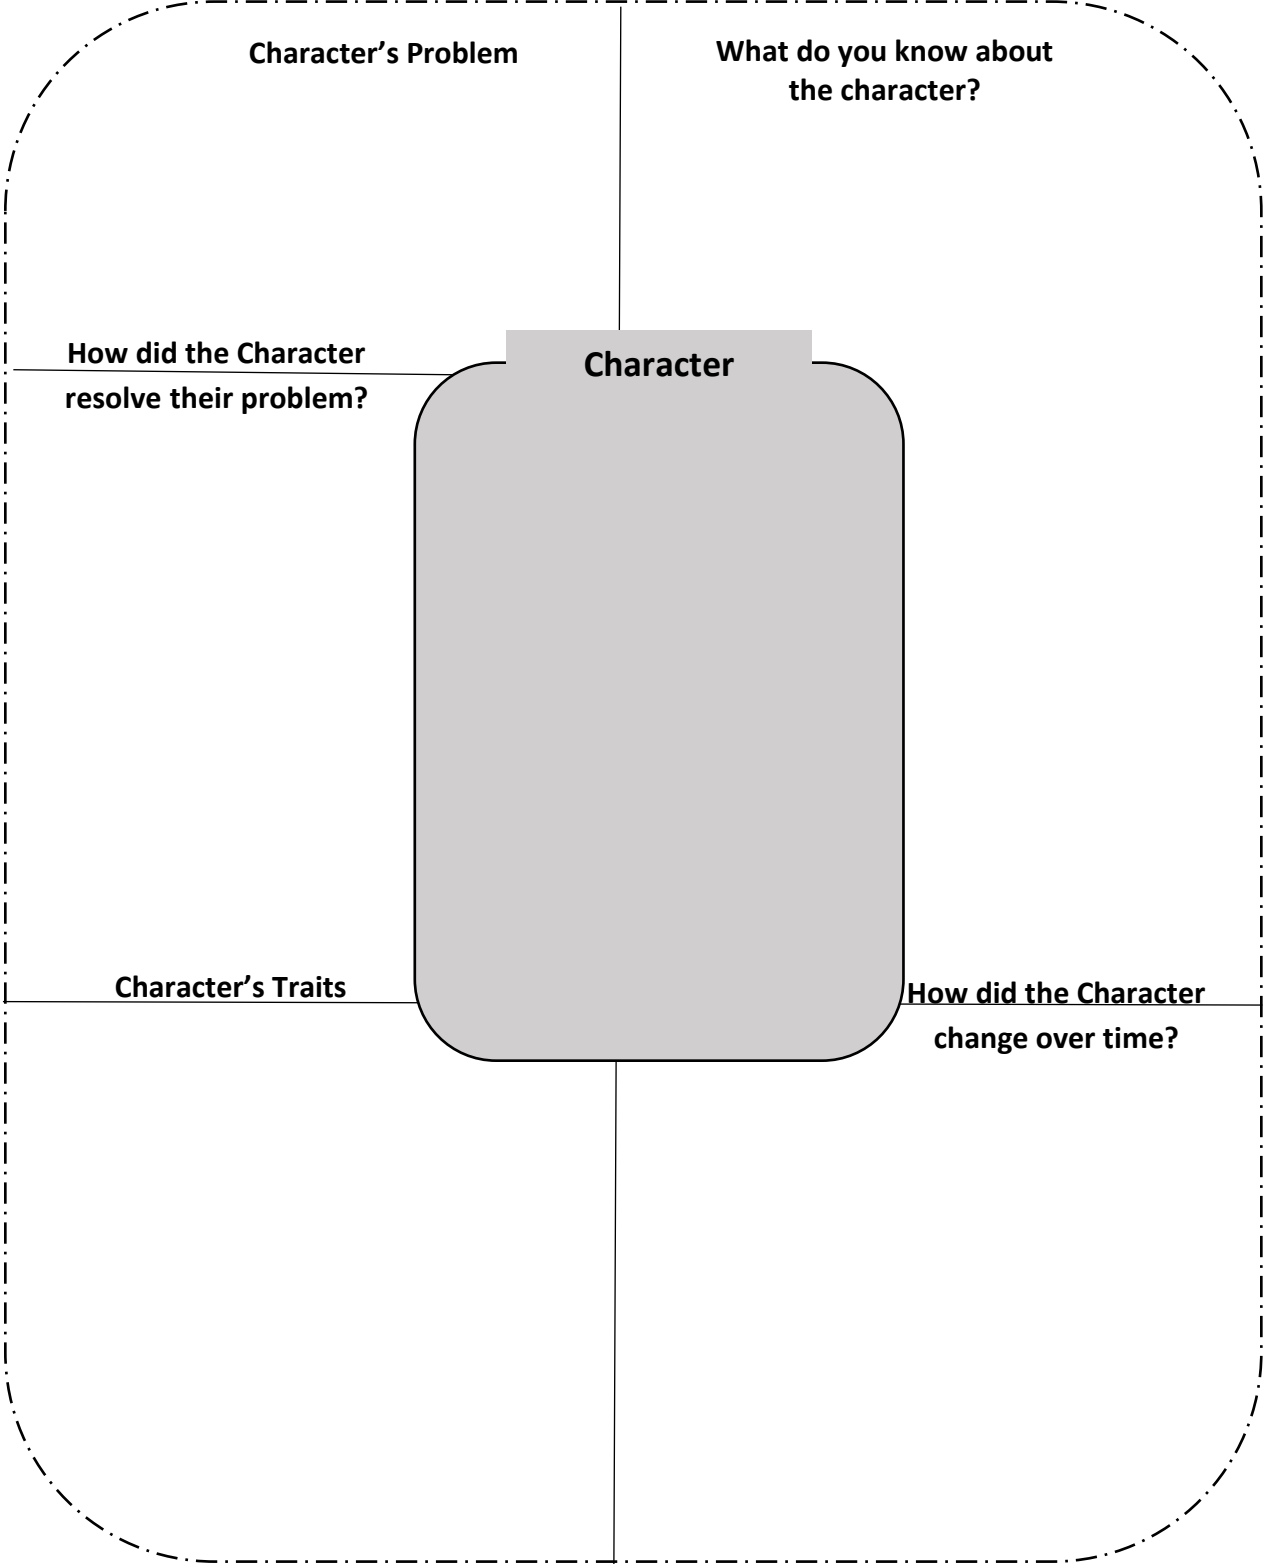 Character’s Problem
What do you know about
the character?
How did the Character
resolve their problem?
Character
Character’s Traits
How did the Character
change over time?